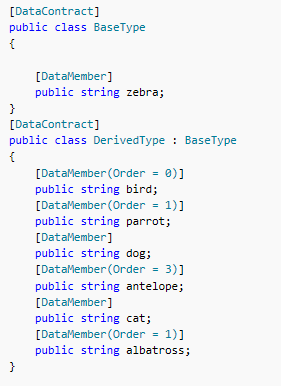 [DataContract]
public class BaseType
{
[DataMember]
public string zebra;
}
[DataContract]
public class DerivedType : BaseType
{
[DataMember(Order = 0)]
public string bird;
[DataMember(Order = 1)]
public string parrot;
[DataMember]
public string dog;
[DataMember(Order = 3)]
public string antelope;
[DataMember]
public string cat;
[DataMember(Order = 1)]
public string albatross;
}